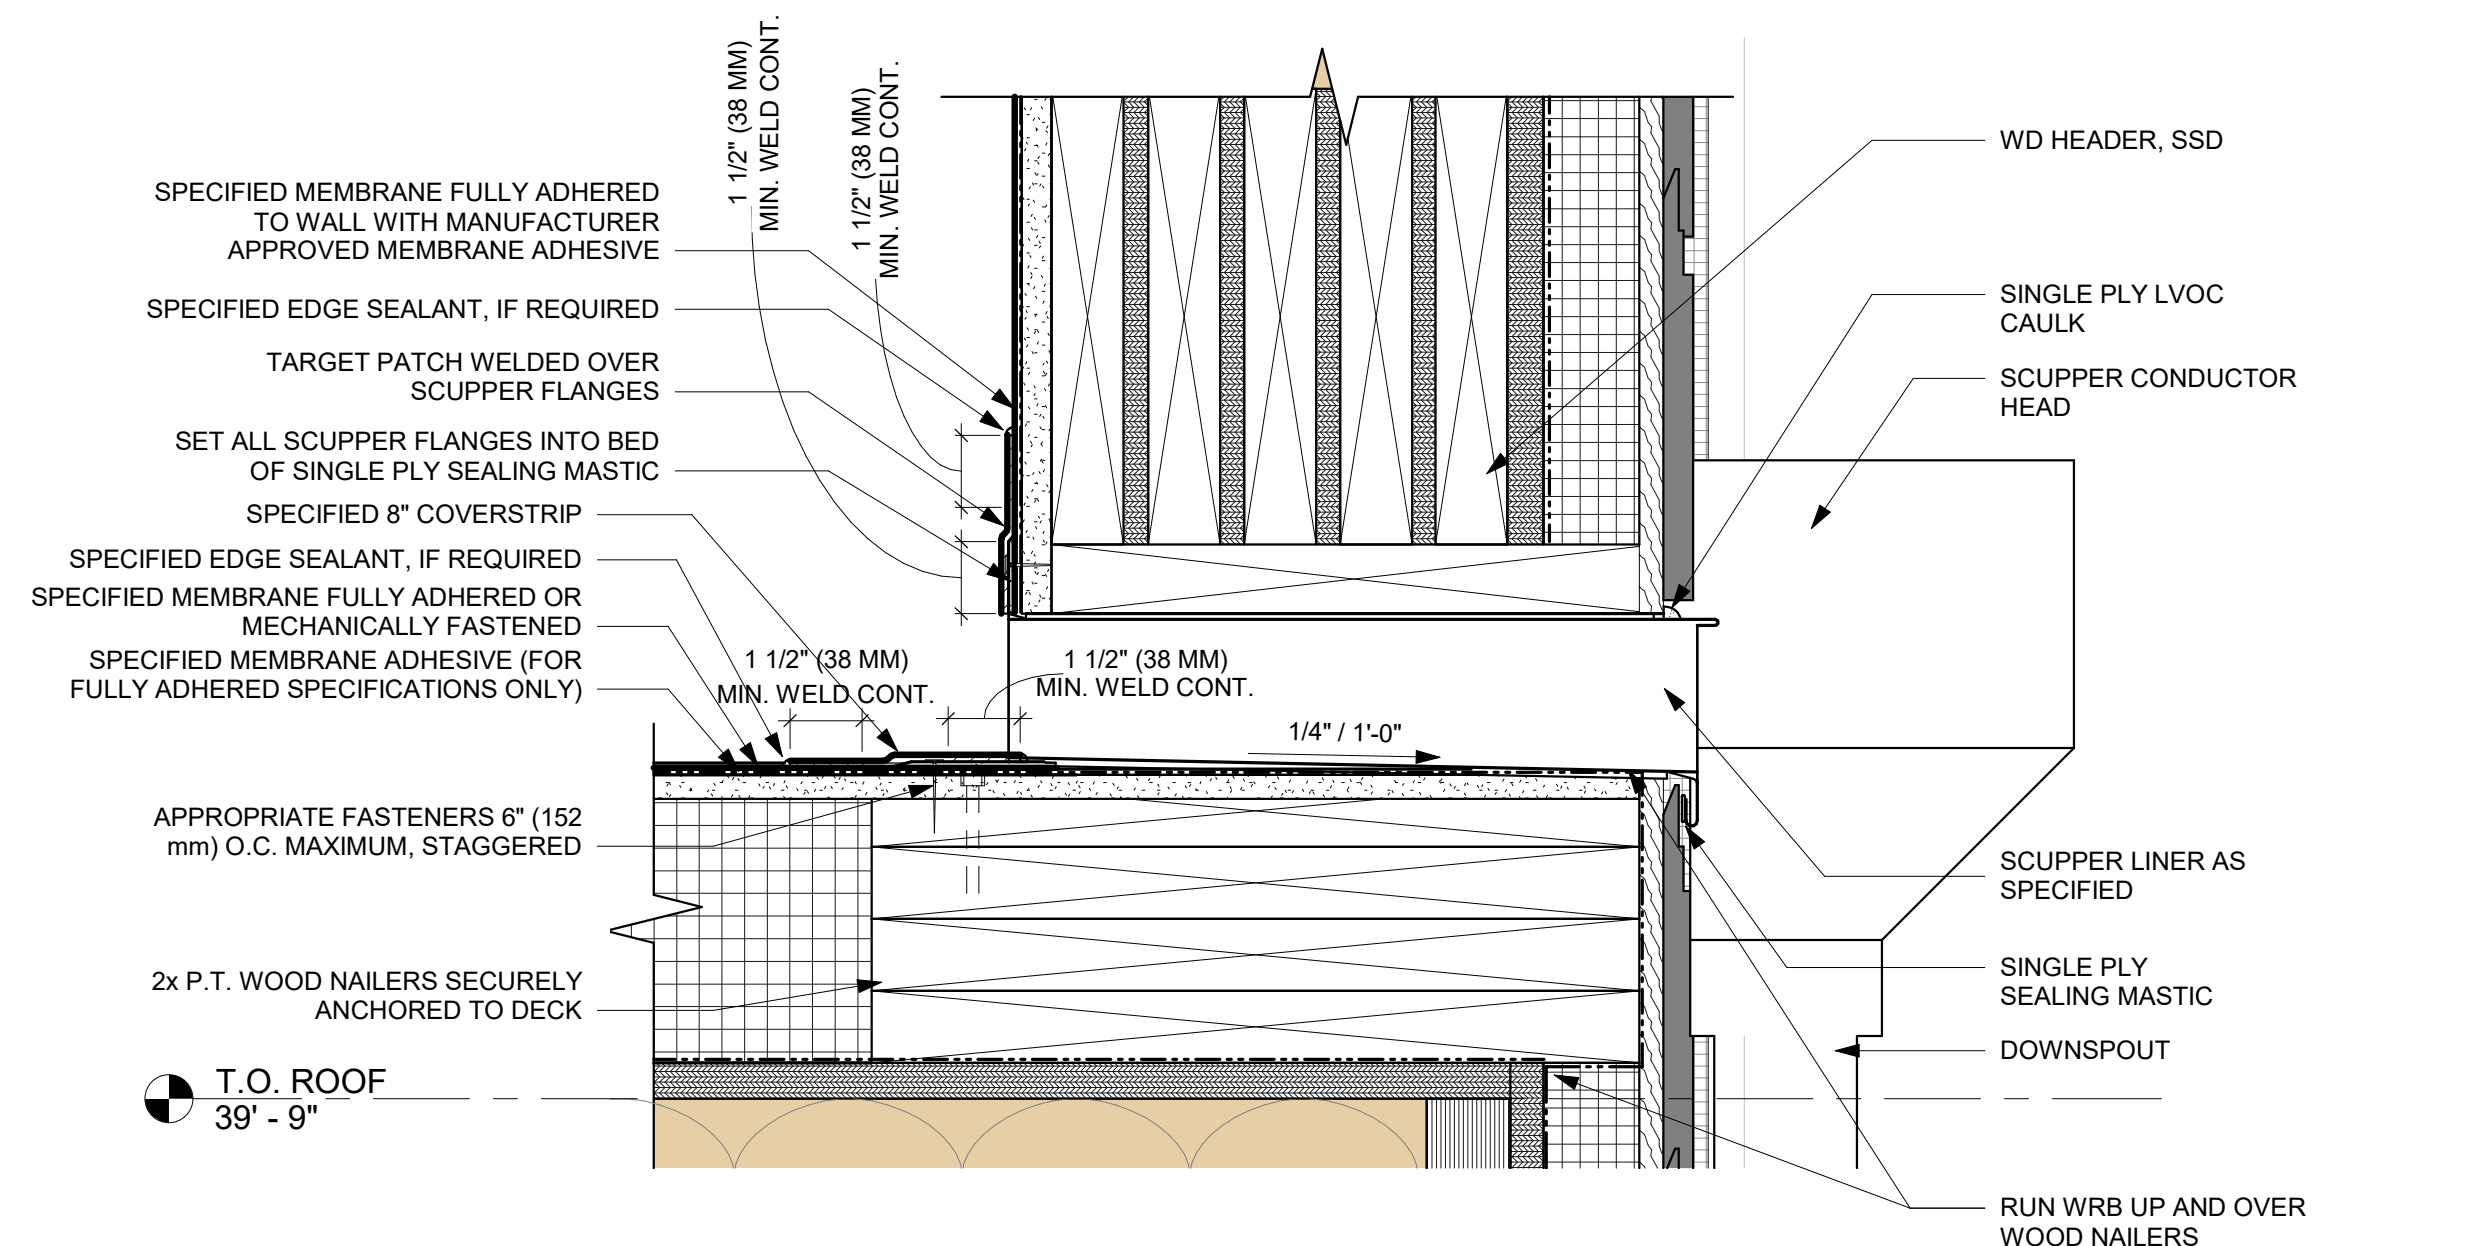 1 1/2" (38 MM)
MIN. WELD CONT.
1 1/2" (38 MM)
MIN. WELD CONT.
SPECIFIED MEMBRANE FULLY ADHERED
TO WALL WITH MANUFACTURER
APPROVED MEMBRANE ADHESIVE
SPECIFIED EDGE SEALANT, IF REQUIRED
TARGET PATCH WELDED OVER
SCUPPER FLANGES
SET ALL SCUPPER FLANGES INTO BED
OF SINGLE PLY SEALING MASTIC
SPECIFIED 8" COVERSTRIP
SPECIFIED EDGE SEALANT, IF REQUIRED
SPECIFIED MEMBRANE FULLY ADHERED OR
MECHANICALLY FASTENED
SPECIFIED MEMBRANE ADHESIVE (FOR
FULLY ADHERED SPECIFICATIONS ONLY)
1 1/2" (38 MM)
MIN. WELD CONT.
1 1/2" (38 MM)
MIN. WELD CONT.
1/4" / 1'-0"
APPROPRIATE FASTENERS 6" (152
mm) O.C. MAXIMUM, STAGGERED
2x P.T. WOOD NAILERS SECURELY
ANCHORED TO DECK
T.O. ROOF
39' - 9"
WD HEADER, SSD
SINGLE PLY LVOC
CAULK
SCUPPER CONDUCTOR
HEAD
SCUPPER LINER AS
SPECIFIED
SINGLE PLY
SEALING MASTIC
DOWNSPOUT
RUN WRB UP AND OVER
WOOD NAILERS